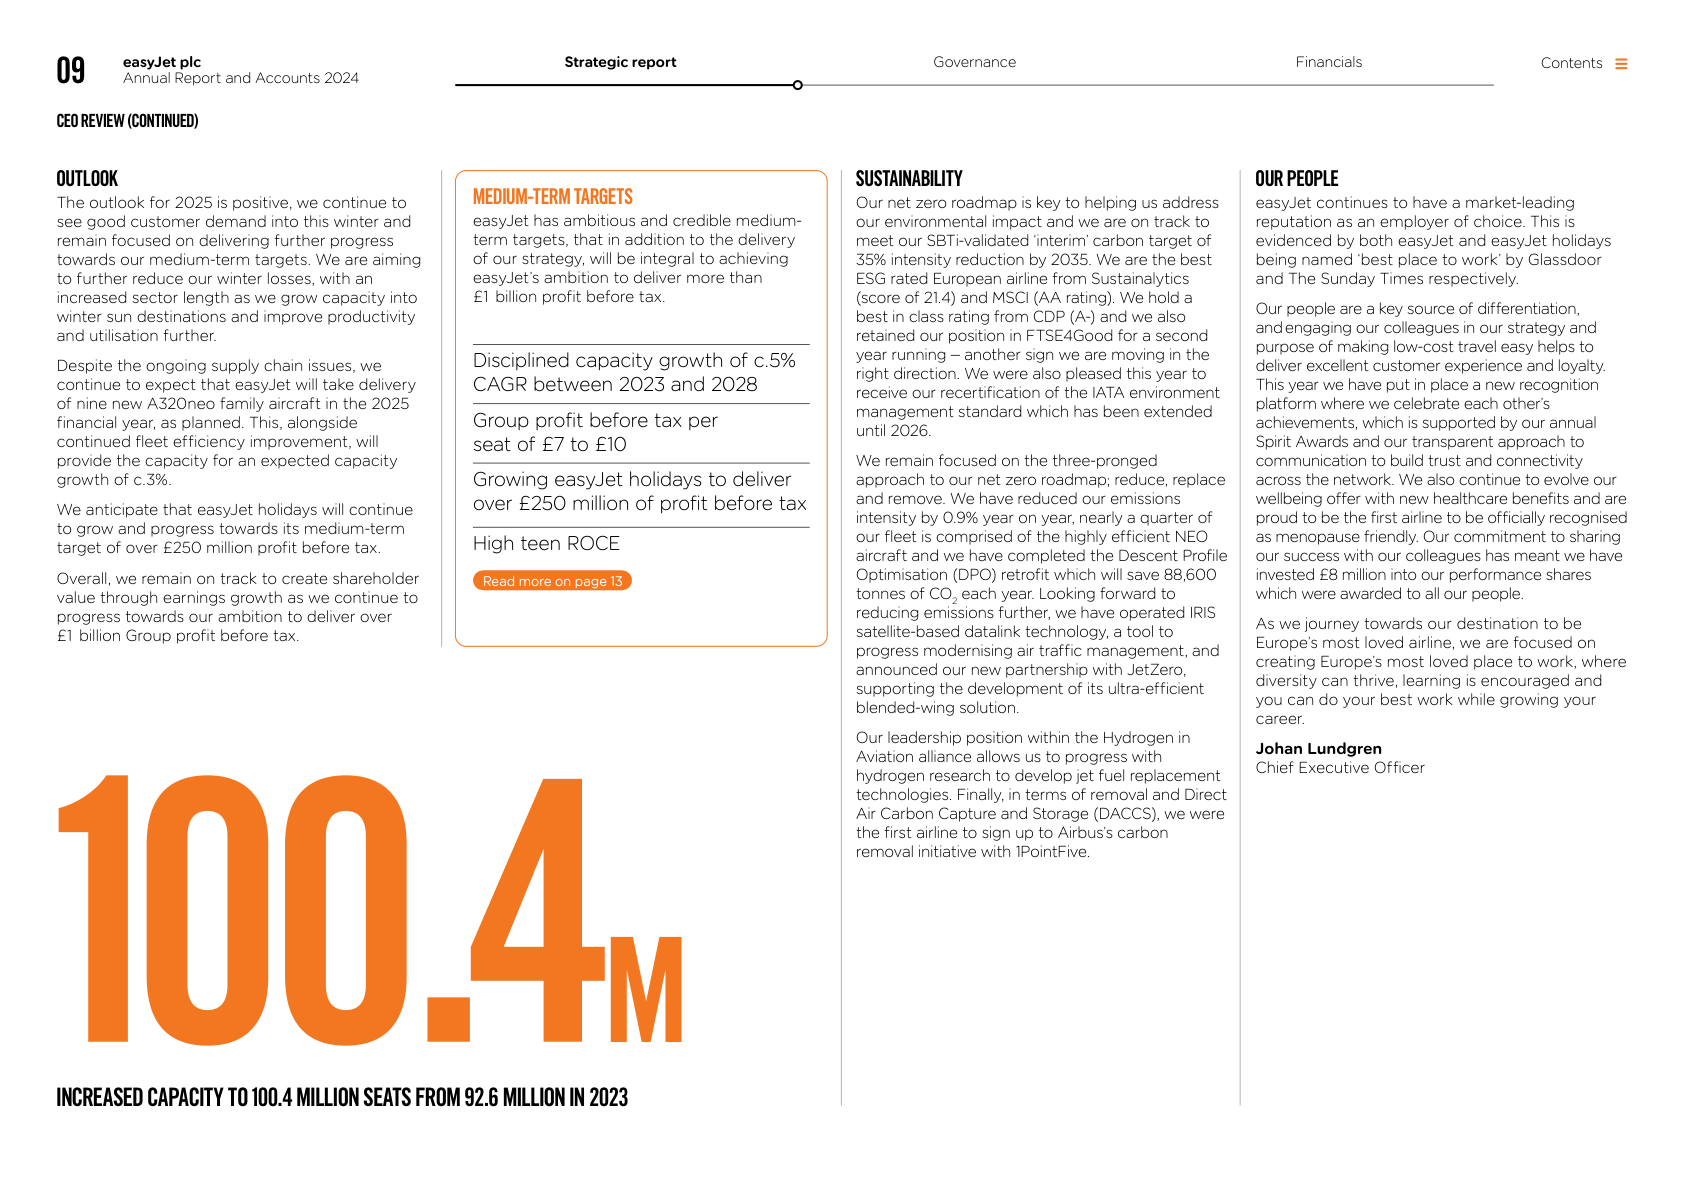 09
easyJet plc
Annual Report and Accounts 2024
Strategic report
Governance
Financials
Contents
CEO REVIEW (CONTINUED)
OUTLOOK
The outlook for 2025 is positive, we continue to
see good customer demand into this winter and
remain focused on delivering further progress
towards our medium-term targets. We are aiming
to further reduce our winter losses, with an
increased sector length as we grow capacity into
winter sun destinations and improve productivity
and utilisation further.
Despite the ongoing supply chain issues, we
continue to expect that easyJet will take delivery
of nine new A320neo family aircraft in the 2025
financial year, as planned. This, alongside
continued fleet efficiency improvement, will
provide the capacity for an expected capacity
growth of c.3%.
We anticipate that easyJet holidays will continue
to grow and progress towards its medium-term
target of over £250 million profit before tax.
Overall, we remain on track to create shareholder
value through earnings growth as we continue to
progress towards our ambition to deliver over
£1 billion Group profit before tax.
MEDIUM-TERM TARGETS
easyJet has ambitious and credible medium-
term targets, that in addition to the delivery
of our strategy, will be integral to achieving
easyJet's ambition to deliver more than
£1 billion profit before tax.
Disciplined capacity growth of c.5%
CAGR between 2023 and 2028
Group profit before tax per
seat of £7 to £10
Growing easyJet holidays to deliver
over £250 million of profit before tax
High teen ROCE
Read more on page 13
100.4M
INCREASED CAPACITY TO 100.4 MILLION SEATS FROM 92.6 MILLION IN 2023
SUSTAINABILITY
Our net zero roadmap is key to helping us address
our environmental impact and we are on track to
meet our SBTi-validated 'interim' carbon target of
35% intensity reduction by 2035. We are the best
ESG rated European airline from Sustainalytics
(score of 21.4) and MSCI (AA rating). We hold a
best in class rating from CDP (A-) and we also
retained our position in FTSE4Good for a second
year running – another sign we are moving in the
right direction. We were also pleased this year to
receive our recertification of the IATA environment
management standard which has been extended
until 2026.
We remain focused on the three-pronged
approach to our net zero roadmap; reduce, replace
and remove. We have reduced our emissions
intensity by 0.9% year on year, nearly a quarter of
our fleet is comprised of the highly efficient NEO
aircraft and we have completed the Descent Profile
Optimisation (DPO) retrofit which will save 88,600
tonnes of CO2 each year. Looking forward to
reducing emissions further, we have operated IRIS
satellite-based datalink technology, a tool to
progress modernising air traffic management, and
announced our new partnership with JetZero,
supporting the development of its ultra-efficient
blended-wing solution.
Our leadership position within the Hydrogen in
Aviation alliance allows us to progress with
hydrogen research to develop jet fuel replacement
technologies. Finally, in terms of removal and Direct
Air Carbon Capture and Storage (DACCS), we were
the first airline to sign up to Airbus's carbon
removal initiative with 1PointFive.
OUR PEOPLE
easyJet continues to have a market-leading
reputation as an employer of choice. This is
evidenced by both easyJet and easyJet holidays
being named 'best place to work' by Glassdoor
and The Sunday Times respectively.
Our people are a key source of differentiation,
and engaging our colleagues in our strategy and
purpose of making low-cost travel easy helps to
deliver excellent customer experience and loyalty.
This year we have put in place a new recognition
platform where we celebrate each other's
achievements, which is supported by our annual
Spirit Awards and our transparent approach to
communication to build trust and connectivity
across the network. We also continue to evolve our
wellbeing offer with new healthcare benefits and are
proud to be the first airline to be officially recognised
as menopause friendly. Our commitment to sharing
our success with our colleagues has meant we have
invested £8 million into our performance shares
which were awarded to all our people.
As we journey towards our destination to be
Europe's most loved airline, we are focused on
creating Europe's most loved place to work, where
diversity can thrive, learning is encouraged and
you can do your best work while growing your
career.
Johan Lundgren
Chief Executive Officer